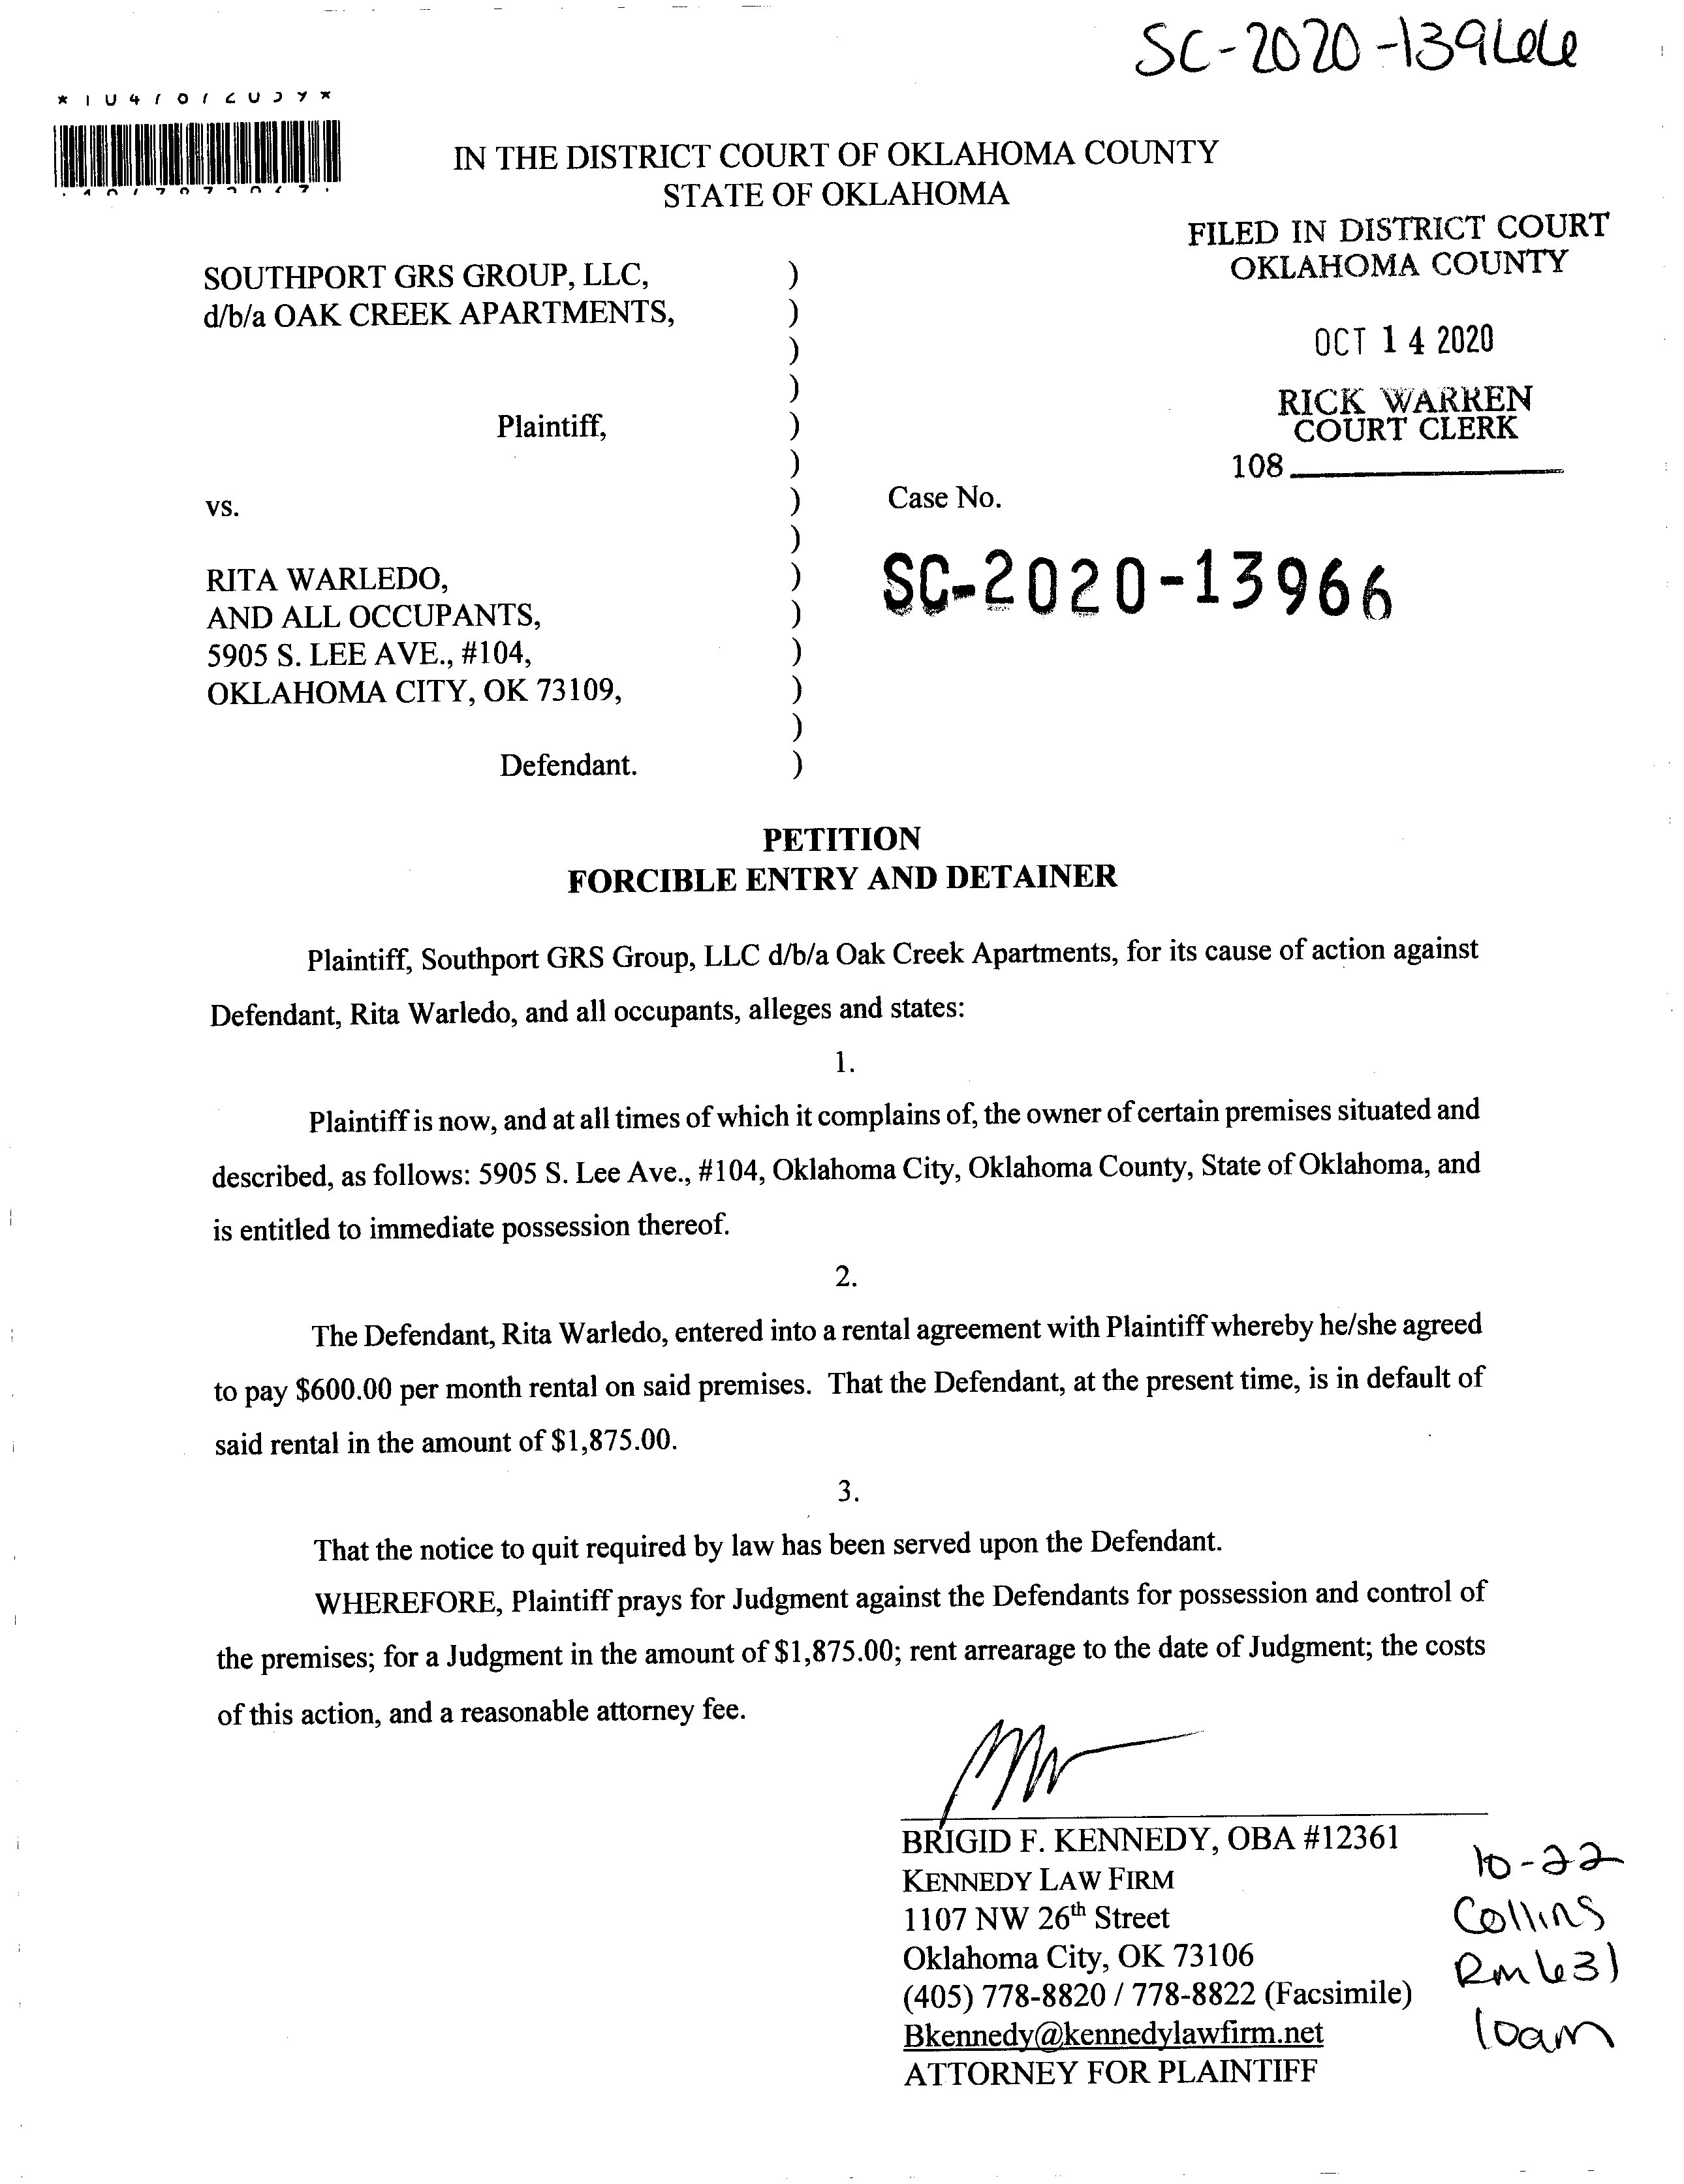 SC-2020-13966
IN THE DISTRICT COURT OF OKLAHOMA COUNTY
STATE OF OKLAHOMA
FILED IN DISTRICT COURT
OKLAHOMA COUNTY
OCT 14 2020
RICK WARREN
COURT CLERK
108
SOUTHPORT GRS GROUP, LLC, )
d/b/a OAK CREEK APARTMENTS, )
)
)
Plaintiff, )
)
vs. ) Case No.
)
RITA WARLEDO, ) SC-2020-13966
AND ALL OCCUPANTS, )
5905 S. LEE AVE., #104, )
OKLAHOMA CITY, OK 73109, )
)
Defendant. )
PETITION
FORCIBLE ENTRY AND DETAINER
Plaintiff, Southport GRS Group, LLC d/b/a Oak Creek Apartments, for its cause of action against
Defendant, Rita Warledo, and all occupants, alleges and states:
1.
Plaintiff is now, and at all times of which it complains of, the owner of certain premises situated and
described, as follows: 5905 S. Lee Ave., #104, Oklahoma City, Oklahoma County, State of Oklahoma, and
is entitled to immediate possession thereof.
2.
The Defendant, Rita Warledo, entered into a rental agreement with Plaintiff whereby he/she agreed
to pay $600.00 per month rental on said premises. That the Defendant, at the present time, is in default of
said rental in the amount of $1,875.00.
3.
That the notice to quit required by law has been served upon the Defendant.
WHEREFORE, Plaintiff prays for Judgment against the Defendants for possession and control of
the premises; for a Judgment in the amount of $1,875.00; rent arrearage to the date of Judgment; the costs
of this action, and a reasonable attorney fee.
BRIGID F. KENNEDY, OBA #12361
KENNEDY LAW FIRM
1107 NW 26th Street
Oklahoma City, OK 73106
(405) 778-8820 / 778-8822 (Facsimile)
Bkennedy@kennedylawfirm.net
ATTORNEY FOR PLAINTIFF
10-22
Collins
Rm 631
10am